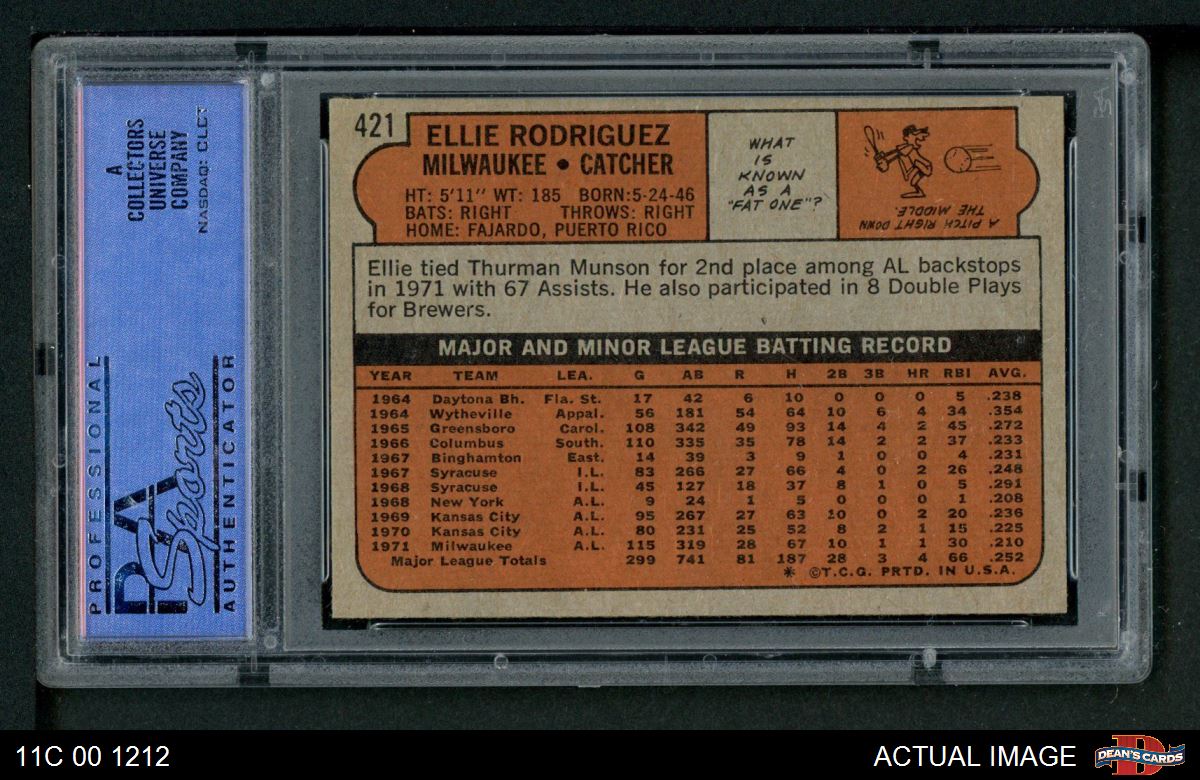 A
COLLECTORS
UNIVERSE
COMPANY
NASDAQ: CLCT
PROFESSIONAL
PSA
Sports
AUTHENTICATOR
421
ELLIE RODRIGUEZ
MILWAUKEE • CATCHER
HT: 5'11" WT: 185 BORN:5-24-46
BATS: RIGHT THROWS: RIGHT
HOME: FAJARDO, PUERTO RICO
WHAT
IS
KNOWN
AS A
"FAT ONE"?
A PITCH RIGHT DOWN
THE MIDDLE.
Ellie tied Thurman Munson for 2nd place among AL backstops
in 1971 with 67 Assists. He also participated in 8 Double Plays
for Brewers.
MAJOR AND MINOR LEAGUE BATTING RECORD
YEAR TEAM LEA. G AB R H 2B 3B HR RBI AVG.
1964 Daytona Bh. Fla. St. 17 42 6 10 0 0 0 5 .238
1964 Wytheville Appal. 56 181 54 64 10 6 4 34 .354
1965 Greensboro Carol. 108 342 49 93 14 4 2 45 .272
1966 Columbus South. 110 335 35 78 14 2 2 37 .233
1967 Binghamton East. 14 39 3 9 1 0 0 4 .231
1967 Syracuse I.L. 83 266 27 66 4 0 2 26 .248
1968 Syracuse I.L. 45 127 18 37 8 1 0 5 .291
1968 New York A.L. 9 24 1 5 0 0 0 1 .208
1969 Kansas City A.L. 95 267 27 63 10 0 2 20 .236
1970 Kansas City A.L. 80 231 25 52 8 2 1 15 .225
1971 Milwaukee A.L. 115 319 28 67 10 1 1 30 .210
Major League Totals 299 741 81 187 28 3 4 66 .252
* ©T.C.G. PRTD. IN U.S.A.
11C 00 1212
ACTUAL IMAGE
DEAN'S CARDS